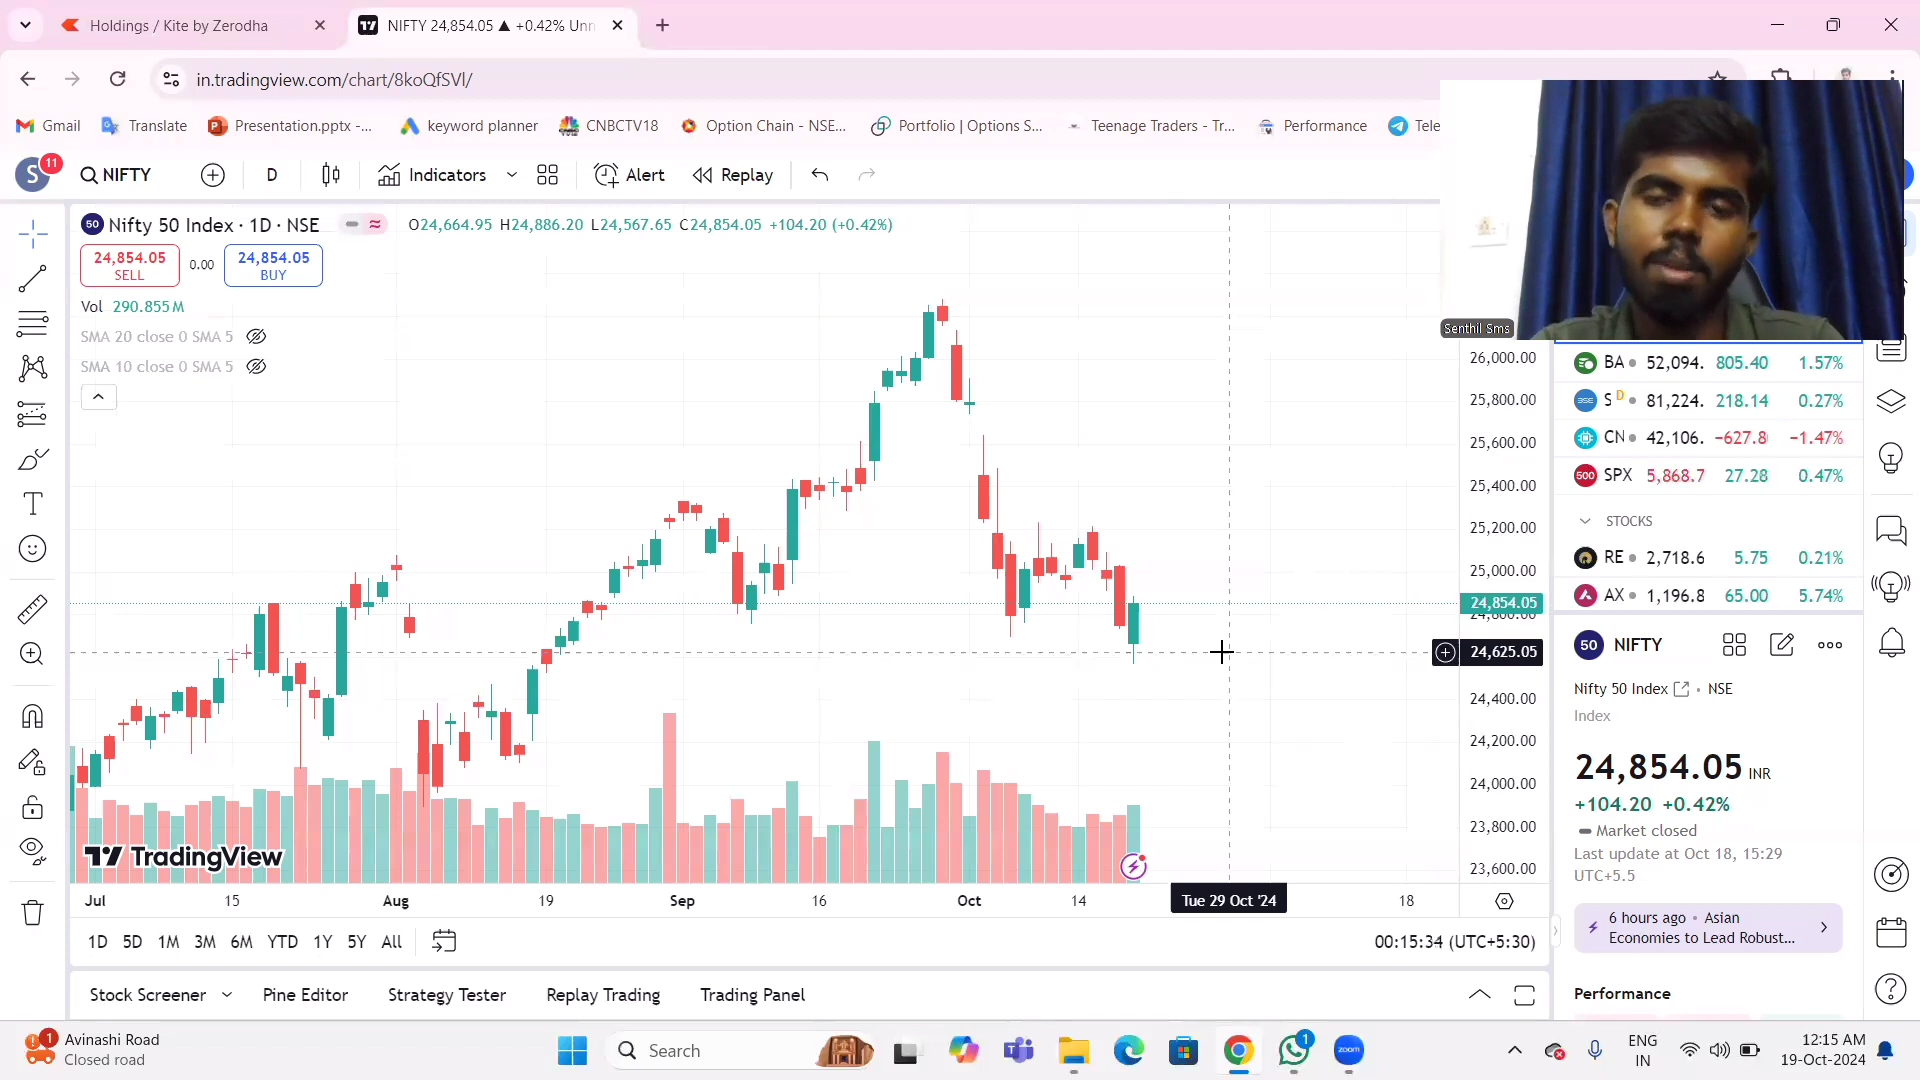 Holdings / Kite by Zerodha
NIFTY 24,854.05 ▲ +0.42% Unn
in.tradingview.com/chart/8koQfSVl/
Gmail
Translate
Presentation.pptx -...
keyword planner
CNBCTV18
Option Chain - NSE...
Portfolio | Options S...
Teenage Traders - Tr...
Performance
Tele
S
11
NIFTY
D
Indicators
Alert
Replay
50 Nifty 50 Index · 1D · NSE
O24,664.95 H24,886.20 L24,567.65 C24,854.05 +104.20 (+0.42%)
24,854.05
SELL
0.00
24,854.05
BUY
Vol 290.855M
SMA 20 close 0 SMA 5
SMA 10 close 0 SMA 5
Senthil Sms
26,000.00
25,800.00
25,600.00
25,400.00
25,200.00
25,000.00
24,854.05
24,800.00
24,625.05
24,400.00
24,200.00
24,000.00
23,800.00
23,600.00
TradingView
Jul
15
Aug
19
Sep
16
Oct
14
Tue 29 Oct '24
18
1D 5D 1M 3M 6M YTD 1Y 5Y All
00:15:34 (UTC+5:30)
Stock Screener
Pine Editor
Strategy Tester
Replay Trading
Trading Panel
BA 52,094. 805.40 1.57%
BSE S D 81,224. 218.14 0.27%
CN 42,106. −627.8 −1.47%
500 SPX 5,868.7 27.28 0.47%
STOCKS
RE 2,718.6 5.75 0.21%
AX 1,196.8 65.00 5.74%
50 NIFTY
Nifty 50 Index • NSE
Index
24,854.05 INR
+104.20 +0.42%
Market closed
Last update at Oct 18, 15:29
UTC+5.5
6 hours ago • Asian
Economies to Lead Robust...
Performance
1
Avinashi Road
Closed road
Search
1
zoom
ENG
IN
12:15 AM
19-Oct-2024